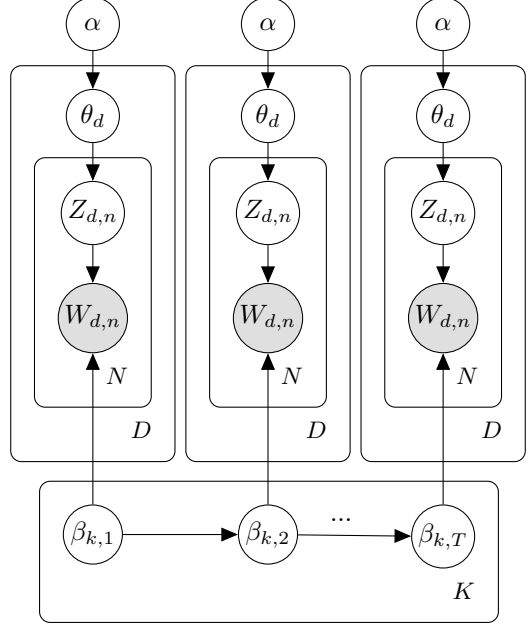 α α α
θ_d θ_d θ_d
Z_{d,n} Z_{d,n} Z_{d,n}
W_{d,n} W_{d,n} W_{d,n}
N N N
D D D
...
β_{k,1} β_{k,2} β_{k,T}
K